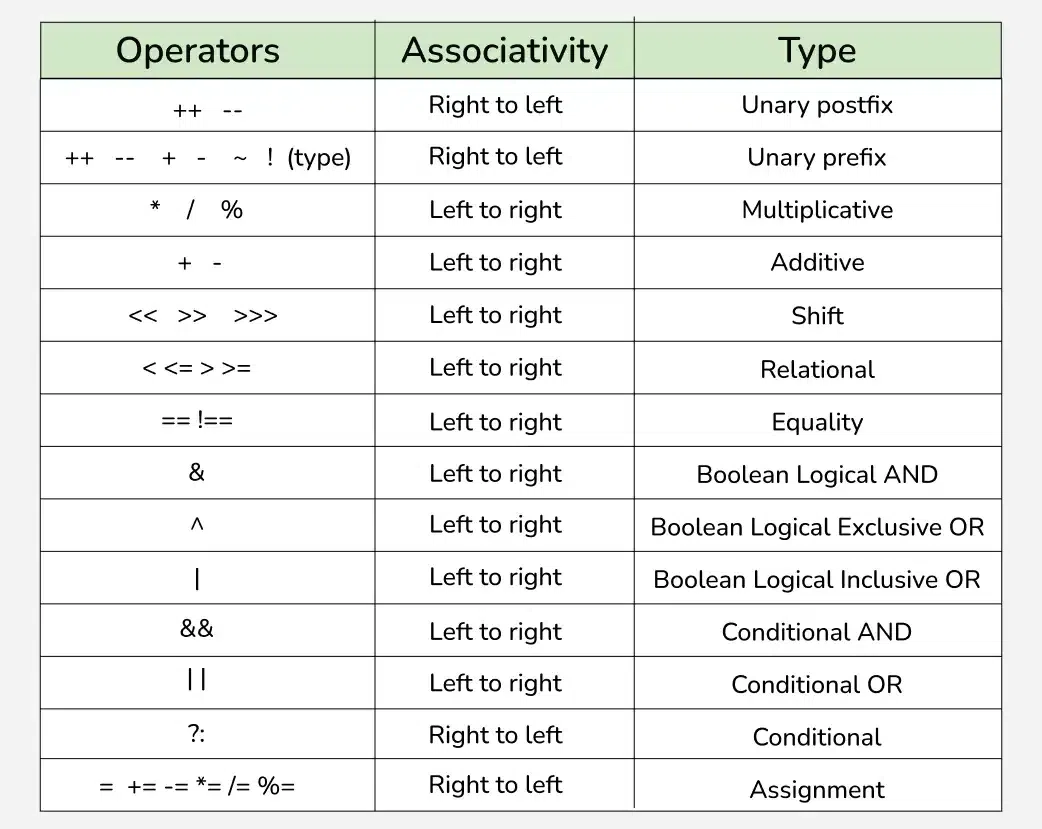 Operators Associativity Type
++ -- Right to left Unary postfix
++ -- + - ~ ! (type) Right to left Unary prefix
* / % Left to right Multiplicative
+ - Left to right Additive
<< >> >>> Left to right Shift
< <= > >= Left to right Relational
== !== Left to right Equality
& Left to right Boolean Logical AND
^ Left to right Boolean Logical Exclusive OR
| Left to right Boolean Logical Inclusive OR
&& Left to right Conditional AND
|| Left to right Conditional OR
?: Right to left Conditional
= += -= *= /= %= Right to left Assignment